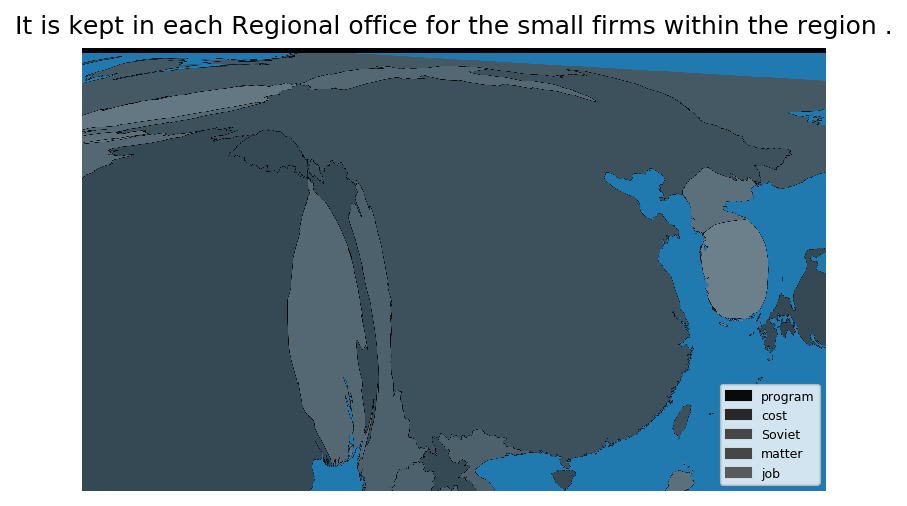 It is kept in each Regional office for the small firms within the region .
program
cost
Soviet
matter
job